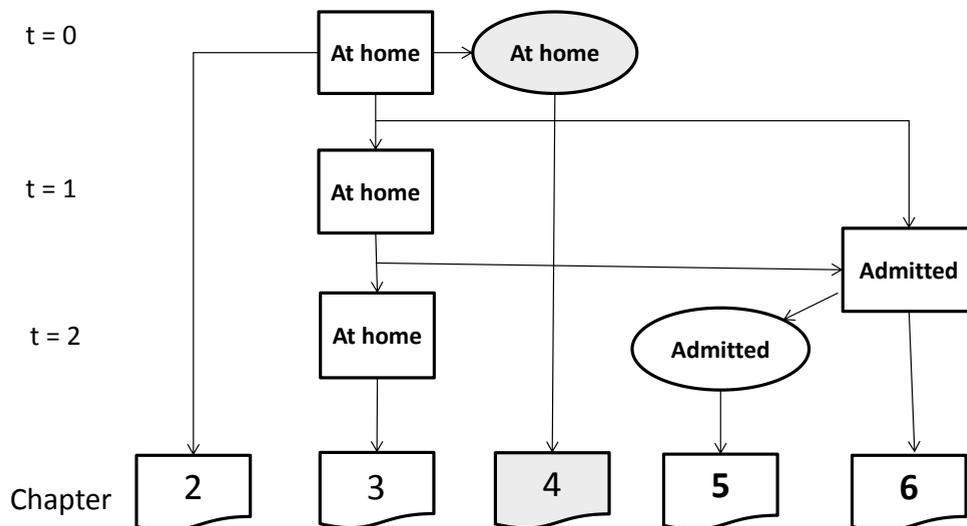 t = 0
At home
At home
t = 1
At home
Admitted
t = 2
At home
Admitted
Chapter
2
3
4
5
6